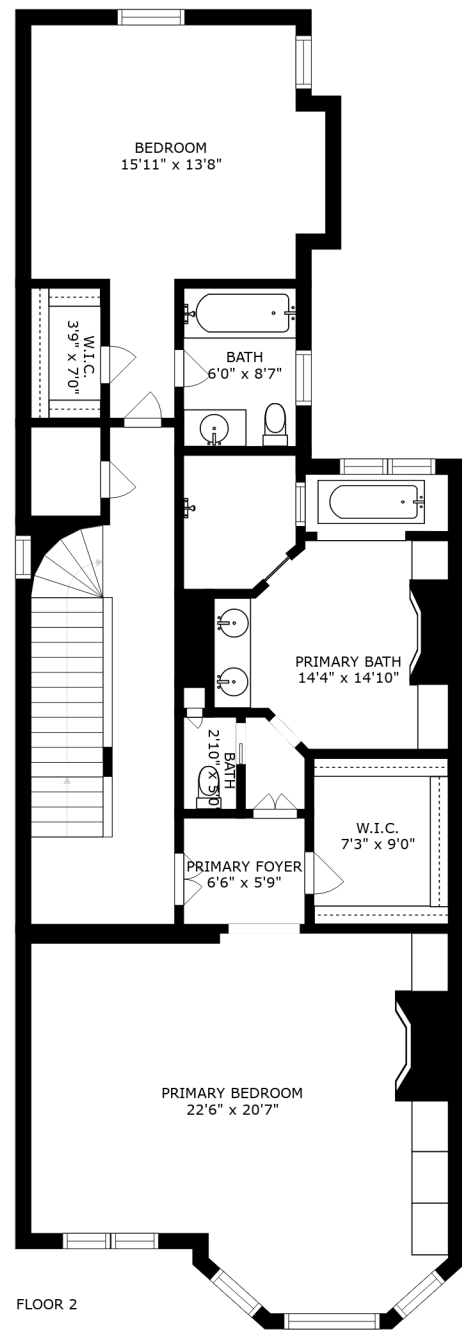 BEDROOM
15'11" x 13'8"
W.I.C.
3'9" x 7'0"
BATH
6'0" x 8'7"
PRIMARY BATH
14'4" x 14'10"
BATH
2'10" x 5'0"
W.I.C.
7'3" x 9'0"
PRIMARY FOYER
6'6" x 5'9"
PRIMARY BEDROOM
22'6" x 20'7"
FLOOR 2